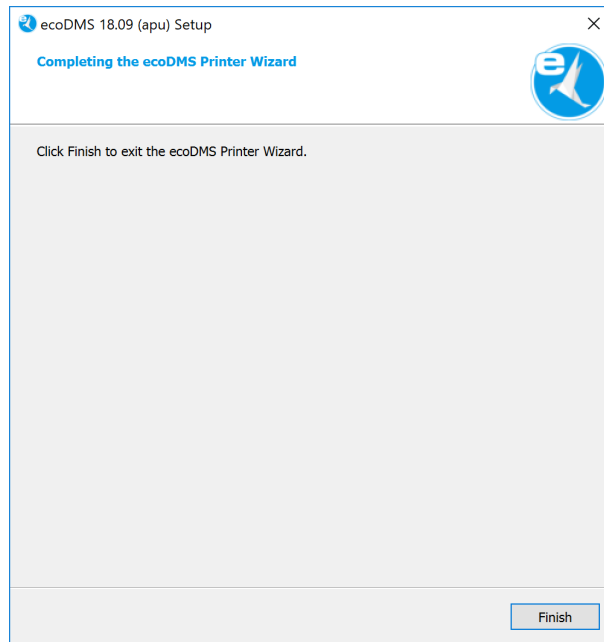 ecoDMS 18.09 (apu) Setup
Completing the ecoDMS Printer Wizard
e
Click Finish to exit the ecoDMS Printer Wizard.
Finish